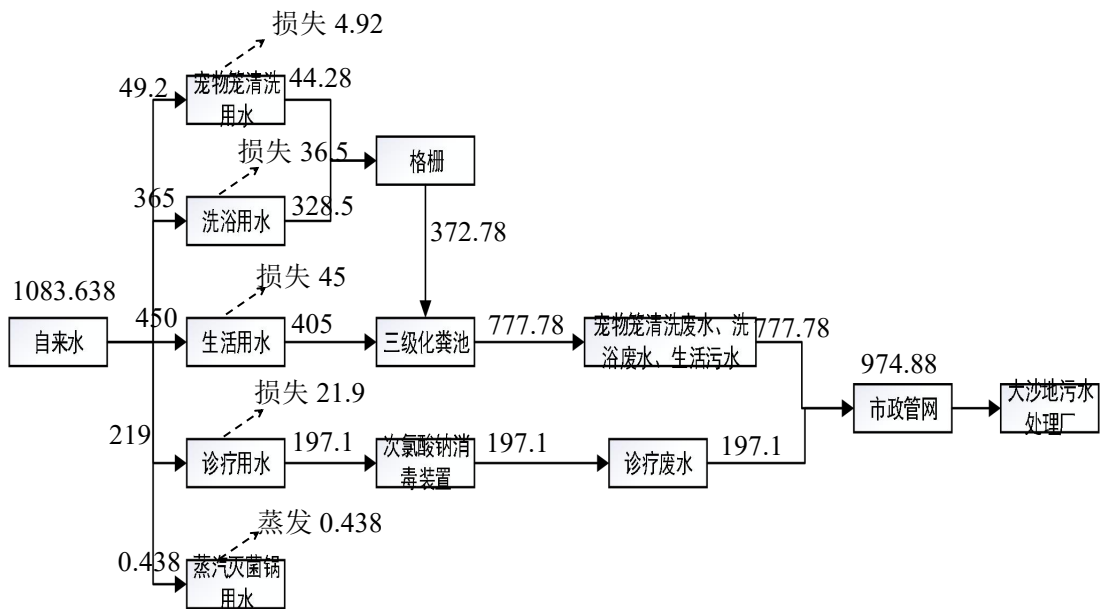 损失 4.92
49.2
宠物笼清洗
用水
44.28
损失 36.5
格栅
365
洗浴用水
328.5
372.78
损失 45
1083.638
自来水
450
生活用水
405
三级化粪池
777.78
宠物笼清洗废水、洗
浴废水、生活污水
777.78
974.88
市政管网
大沙地污水
处理厂
损失 21.9
219
诊疗用水
197.1
次氯酸钠消
毒装置
197.1
诊疗废水
197.1
蒸发 0.438
0.438
蒸汽灭菌锅
用水